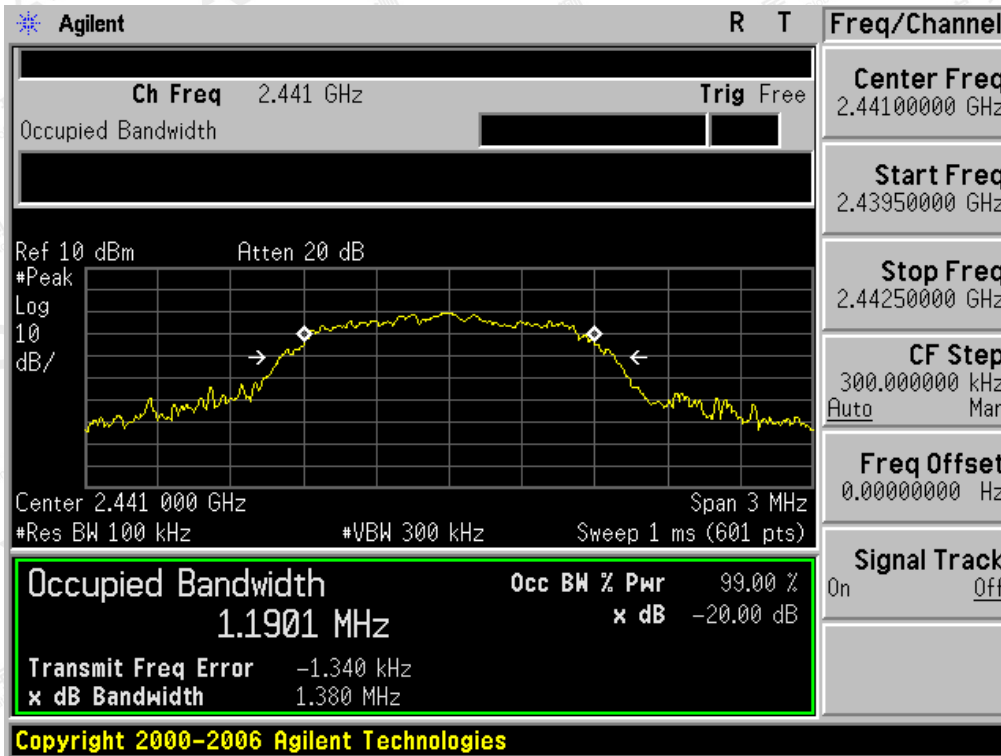 Agilent R T
Freq/Channel
Ch Freq 2.441 GHz Trig Free
Occupied Bandwidth
Center Freq
2.44100000 GHz
Start Freq
2.43950000 GHz
Stop Freq
2.44250000 GHz
CF Step
300.000000 kHz
Auto Man
Freq Offset
0.00000000 Hz
Signal Track
On Off
Ref 10 dBm Atten 20 dB
#Peak
Log
10
dB/
Center 2.441 000 GHz Span 3 MHz
#Res BW 100 kHz #VBW 300 kHz Sweep 1 ms (601 pts)
Occupied Bandwidth
1.1901 MHz
Occ BW % Pwr 99.00 %
x dB -20.00 dB
Transmit Freq Error -1.340 kHz
x dB Bandwidth 1.380 MHz
Copyright 2000-2006 Agilent Technologies